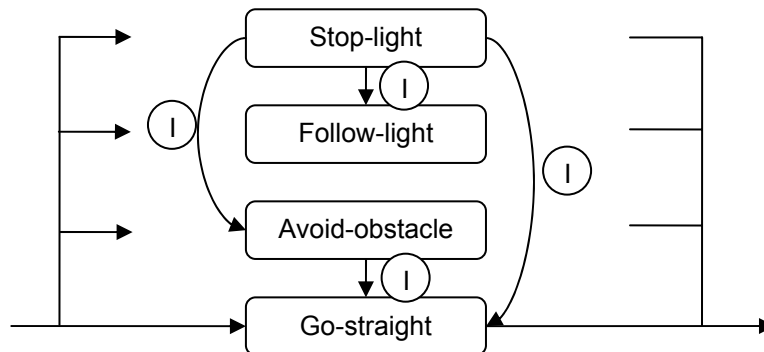 Stop-light
I
Follow-light
I
I
Avoid-obstacle
I
Go-straight